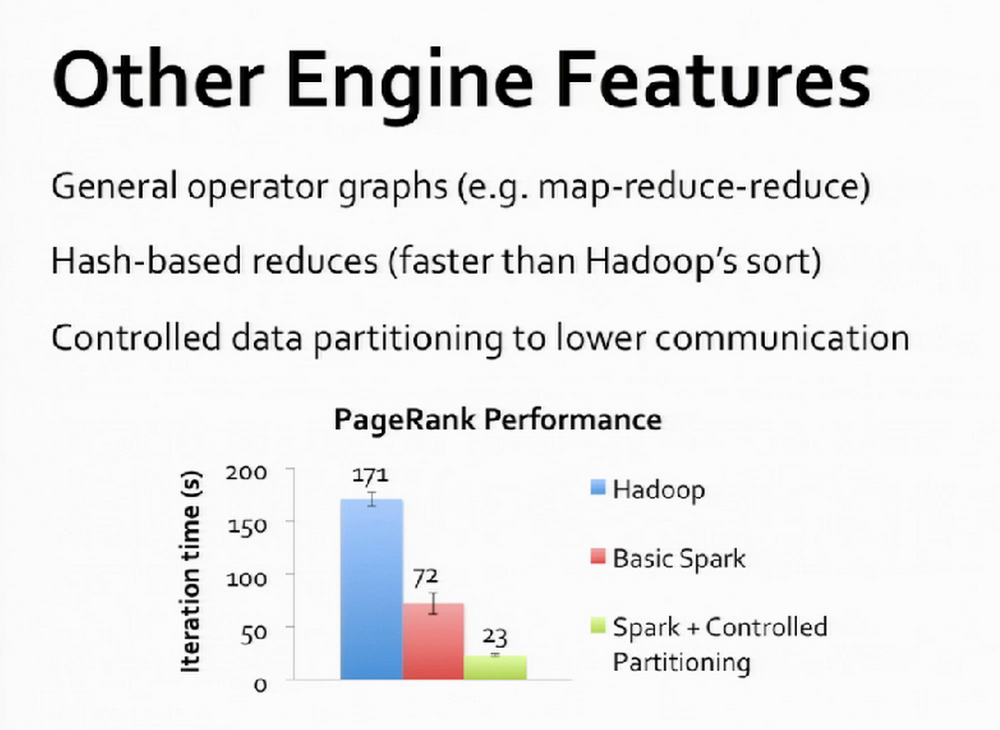 Other Engine Features
General operator graphs (e.g. map-reduce-reduce)
Hash-based reduces (faster than Hadoop’s sort)
Controlled data partitioning to lower communication
PageRank Performance
Iteration time (s)
200
150
100
50
0
171
72
23
Hadoop
Basic Spark
Spark + Controlled
Partitioning